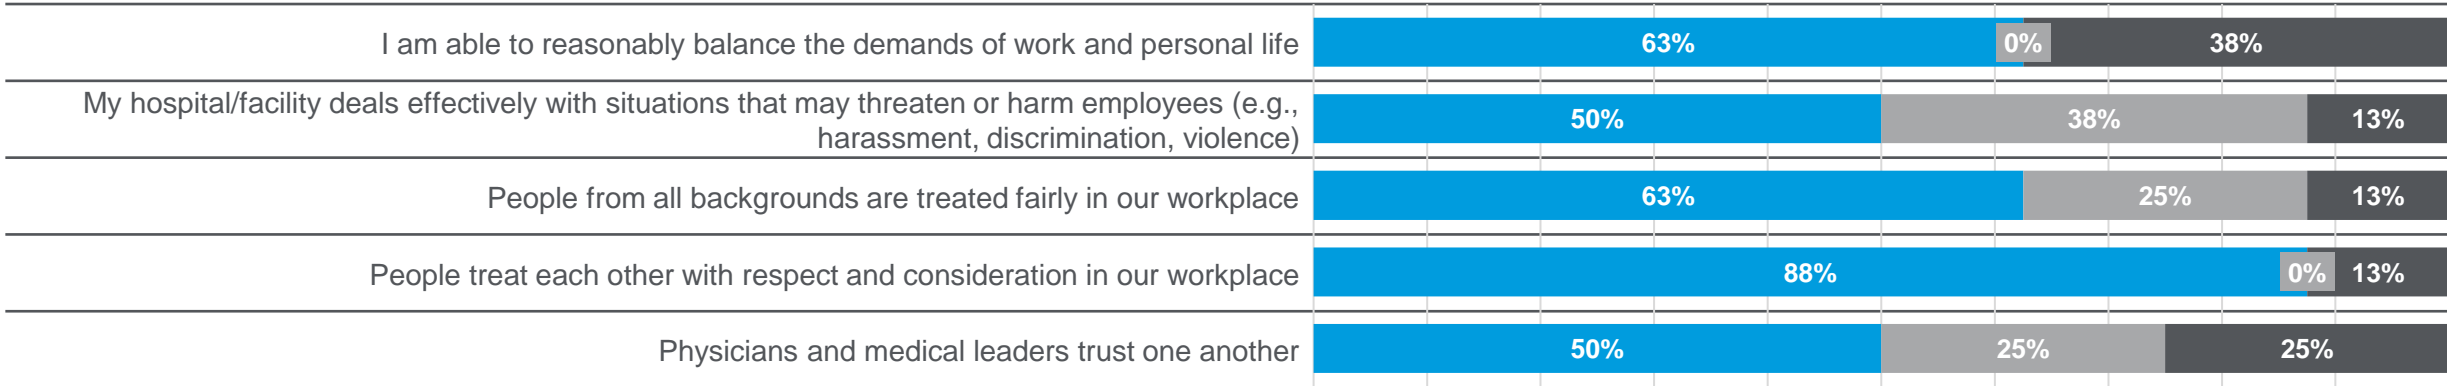 I am able to reasonably balance the demands of work and personal life
63% 0% 38%
My hospital/facility deals effectively with situations that may threaten or harm employees (e.g.,
harassment, discrimination, violence)
50% 38% 13%
People from all backgrounds are treated fairly in our workplace
63% 25% 13%
People treat each other with respect and consideration in our workplace
88% 0% 13%
Physicians and medical leaders trust one another
50% 25% 25%